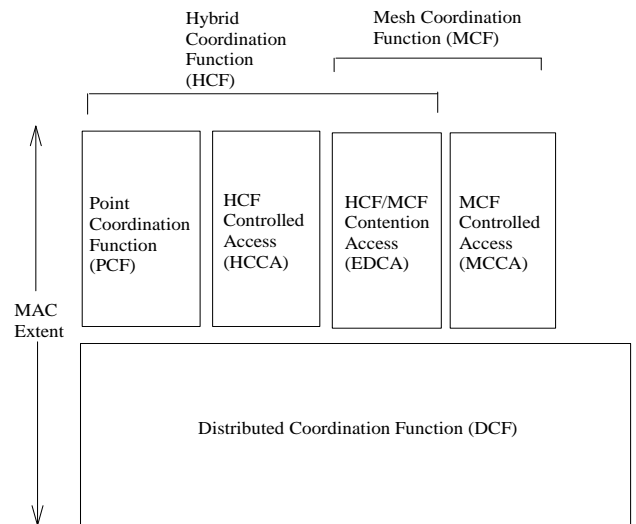 Hybrid
Coordination
Function
(HCF)
Mesh Coordination
Function (MCF)
Point
Coordination
Function
(PCF)
HCF
Controlled
Access
(HCCA)
HCF/MCF
Contention
Access
(EDCA)
MCF
Controlled
Access
(MCCA)
MAC
Extent
Distributed Coordination Function (DCF)